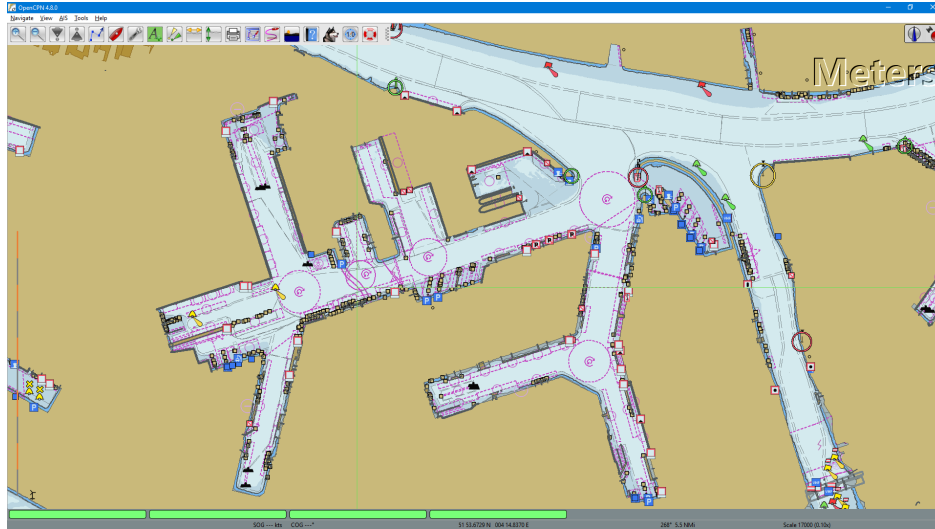 OpenCPN 4.8.0
Navigate View AIS Tools Help
Meters
SOG --- kts COG ---°
51 53.6729 N 004 14.8370 E
268° 5.5 NMi
Scale 17000 (0.10x)